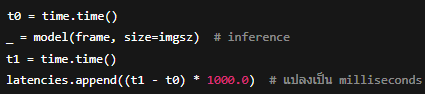 t0 = time.time()
_ = model(frame, size=imgsz)  # inference
t1 = time.time()
latencies.append((t1 - t0) * 1000.0)  # แปลงเป็น milliseconds